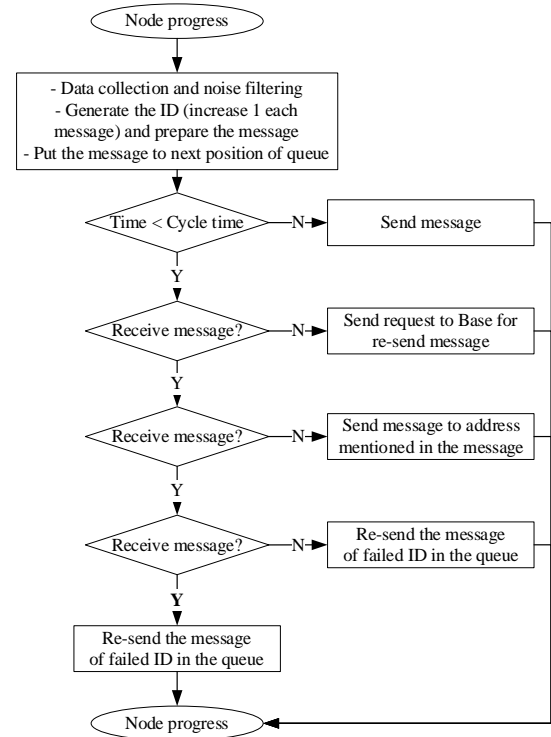 Node progress
- Data collection and noise filtering
- Generate the ID (increase 1 each
message) and prepare the message
- Put the message to next position of queue
Time < Cycle time
N
Send message
Y
Receive message?
N
Send request to Base for
re-send message
Y
Receive message?
N
Send message to address
mentioned in the message
Y
Receive message?
N
Re-send the message
of failed ID in the queue
Y
Re-send the message
of failed ID in the queue
Node progress